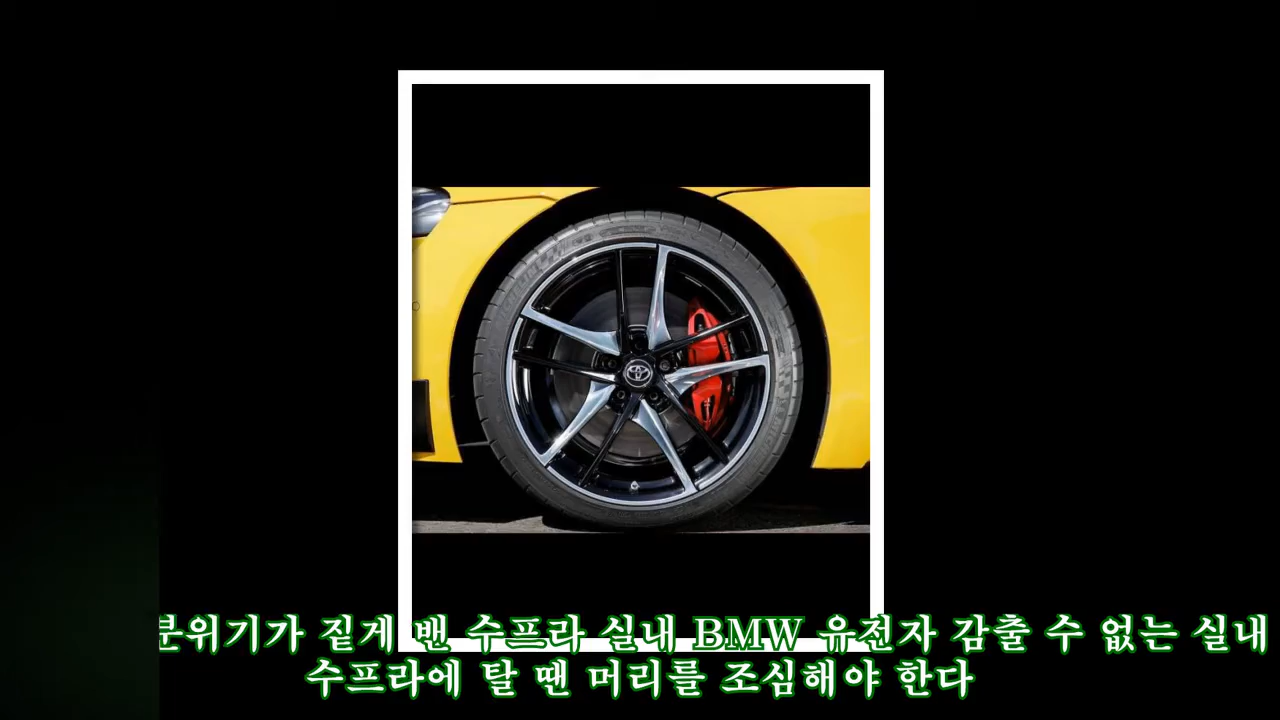 분위기가 짙게 밴 수프라 실내 BMW 유전자 감출 수 없는 실내
수프라에 탈 땐 머리를 조심해야 한다